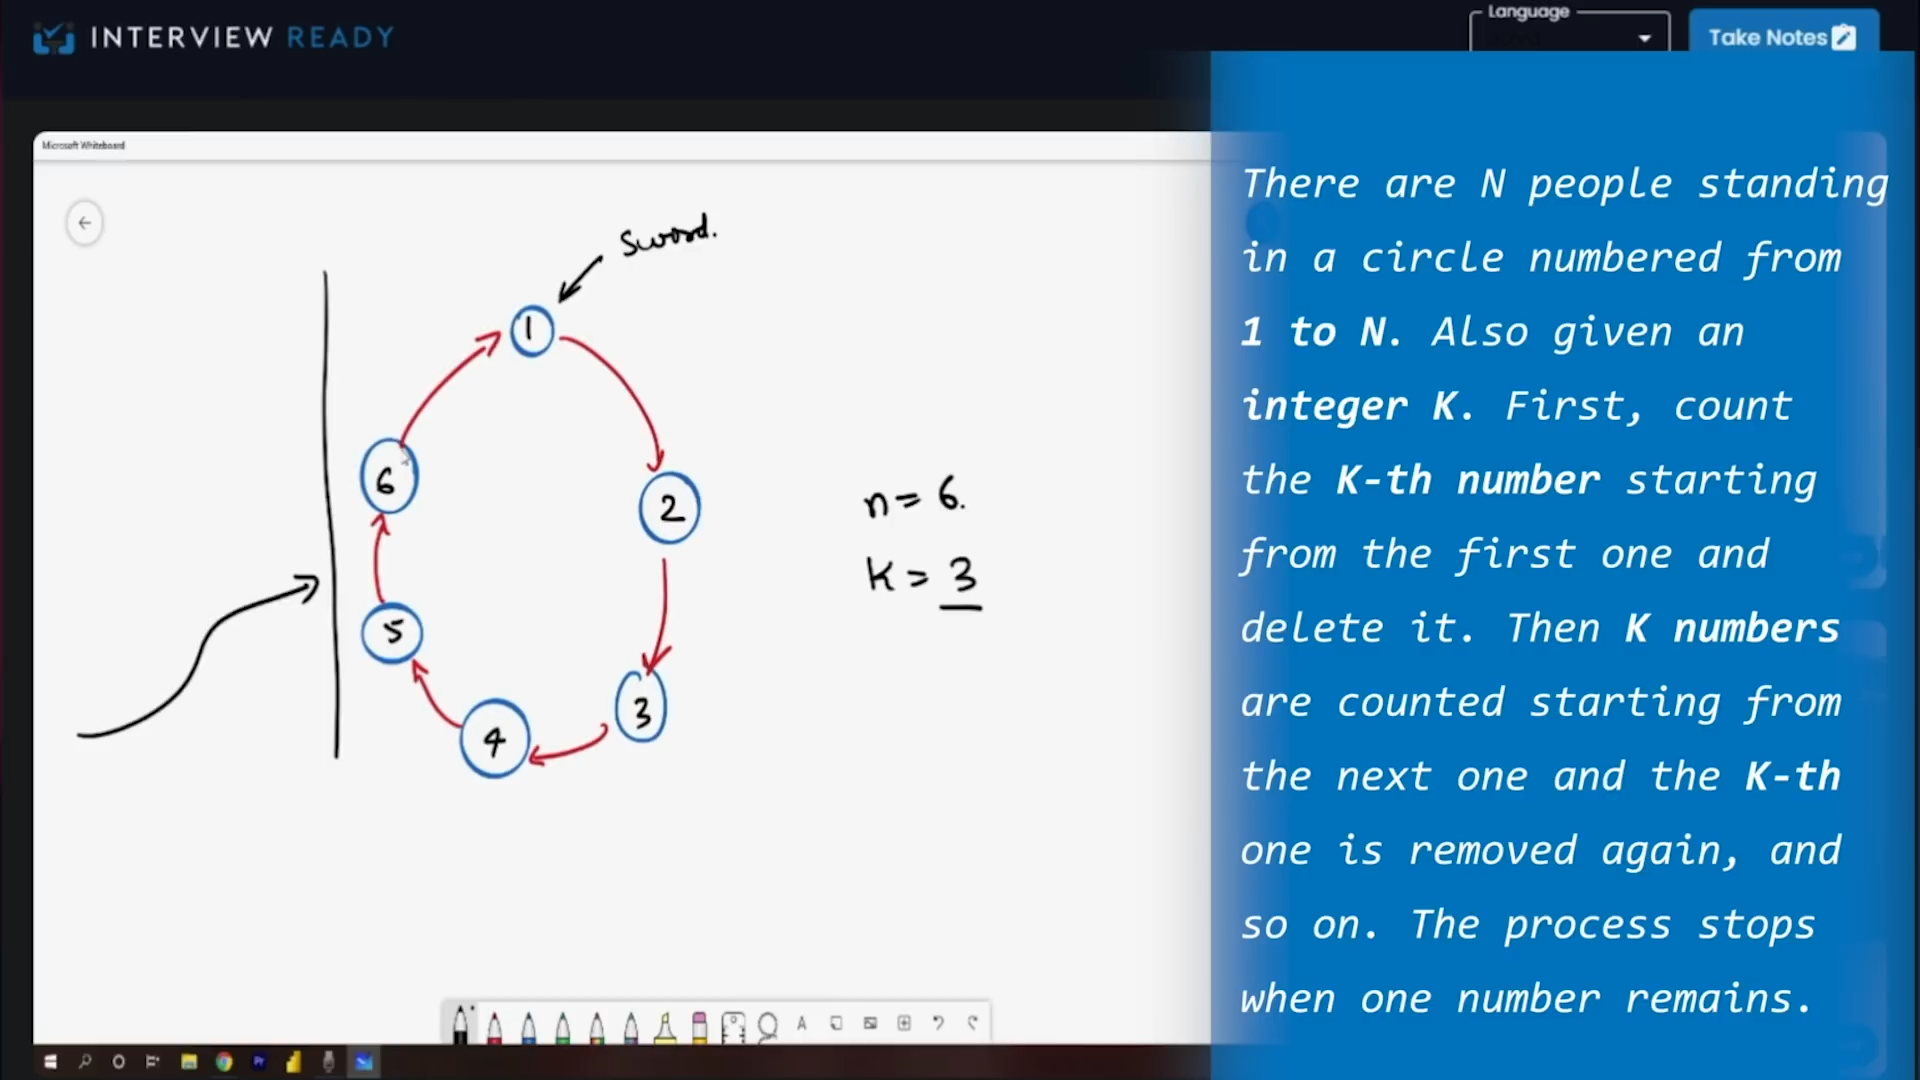 INTERVIEW READY
Language
Take Notes
Microsoft Whiteboard
Sword.
1
6
2
n = 6.
k = 3
5
3
4
There are N people standing
in a circle numbered from
1 to N. Also given an
integer K. First, count
the K-th number starting
from the first one and
delete it. Then K numbers
are counted starting from
the next one and the K-th
one is removed again, and
so on. The process stops
when one number remains.
A
Pr